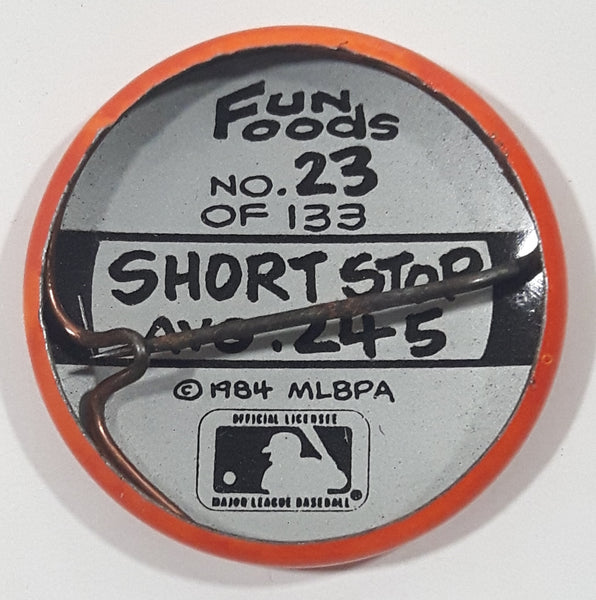 FUN
FOODS
NO. 23
OF 133
SHORT STOP
AVG .245
© 1984 MLBPA
OFFICIAL LICENSEE
MAJOR LEAGUE BASEBALL®